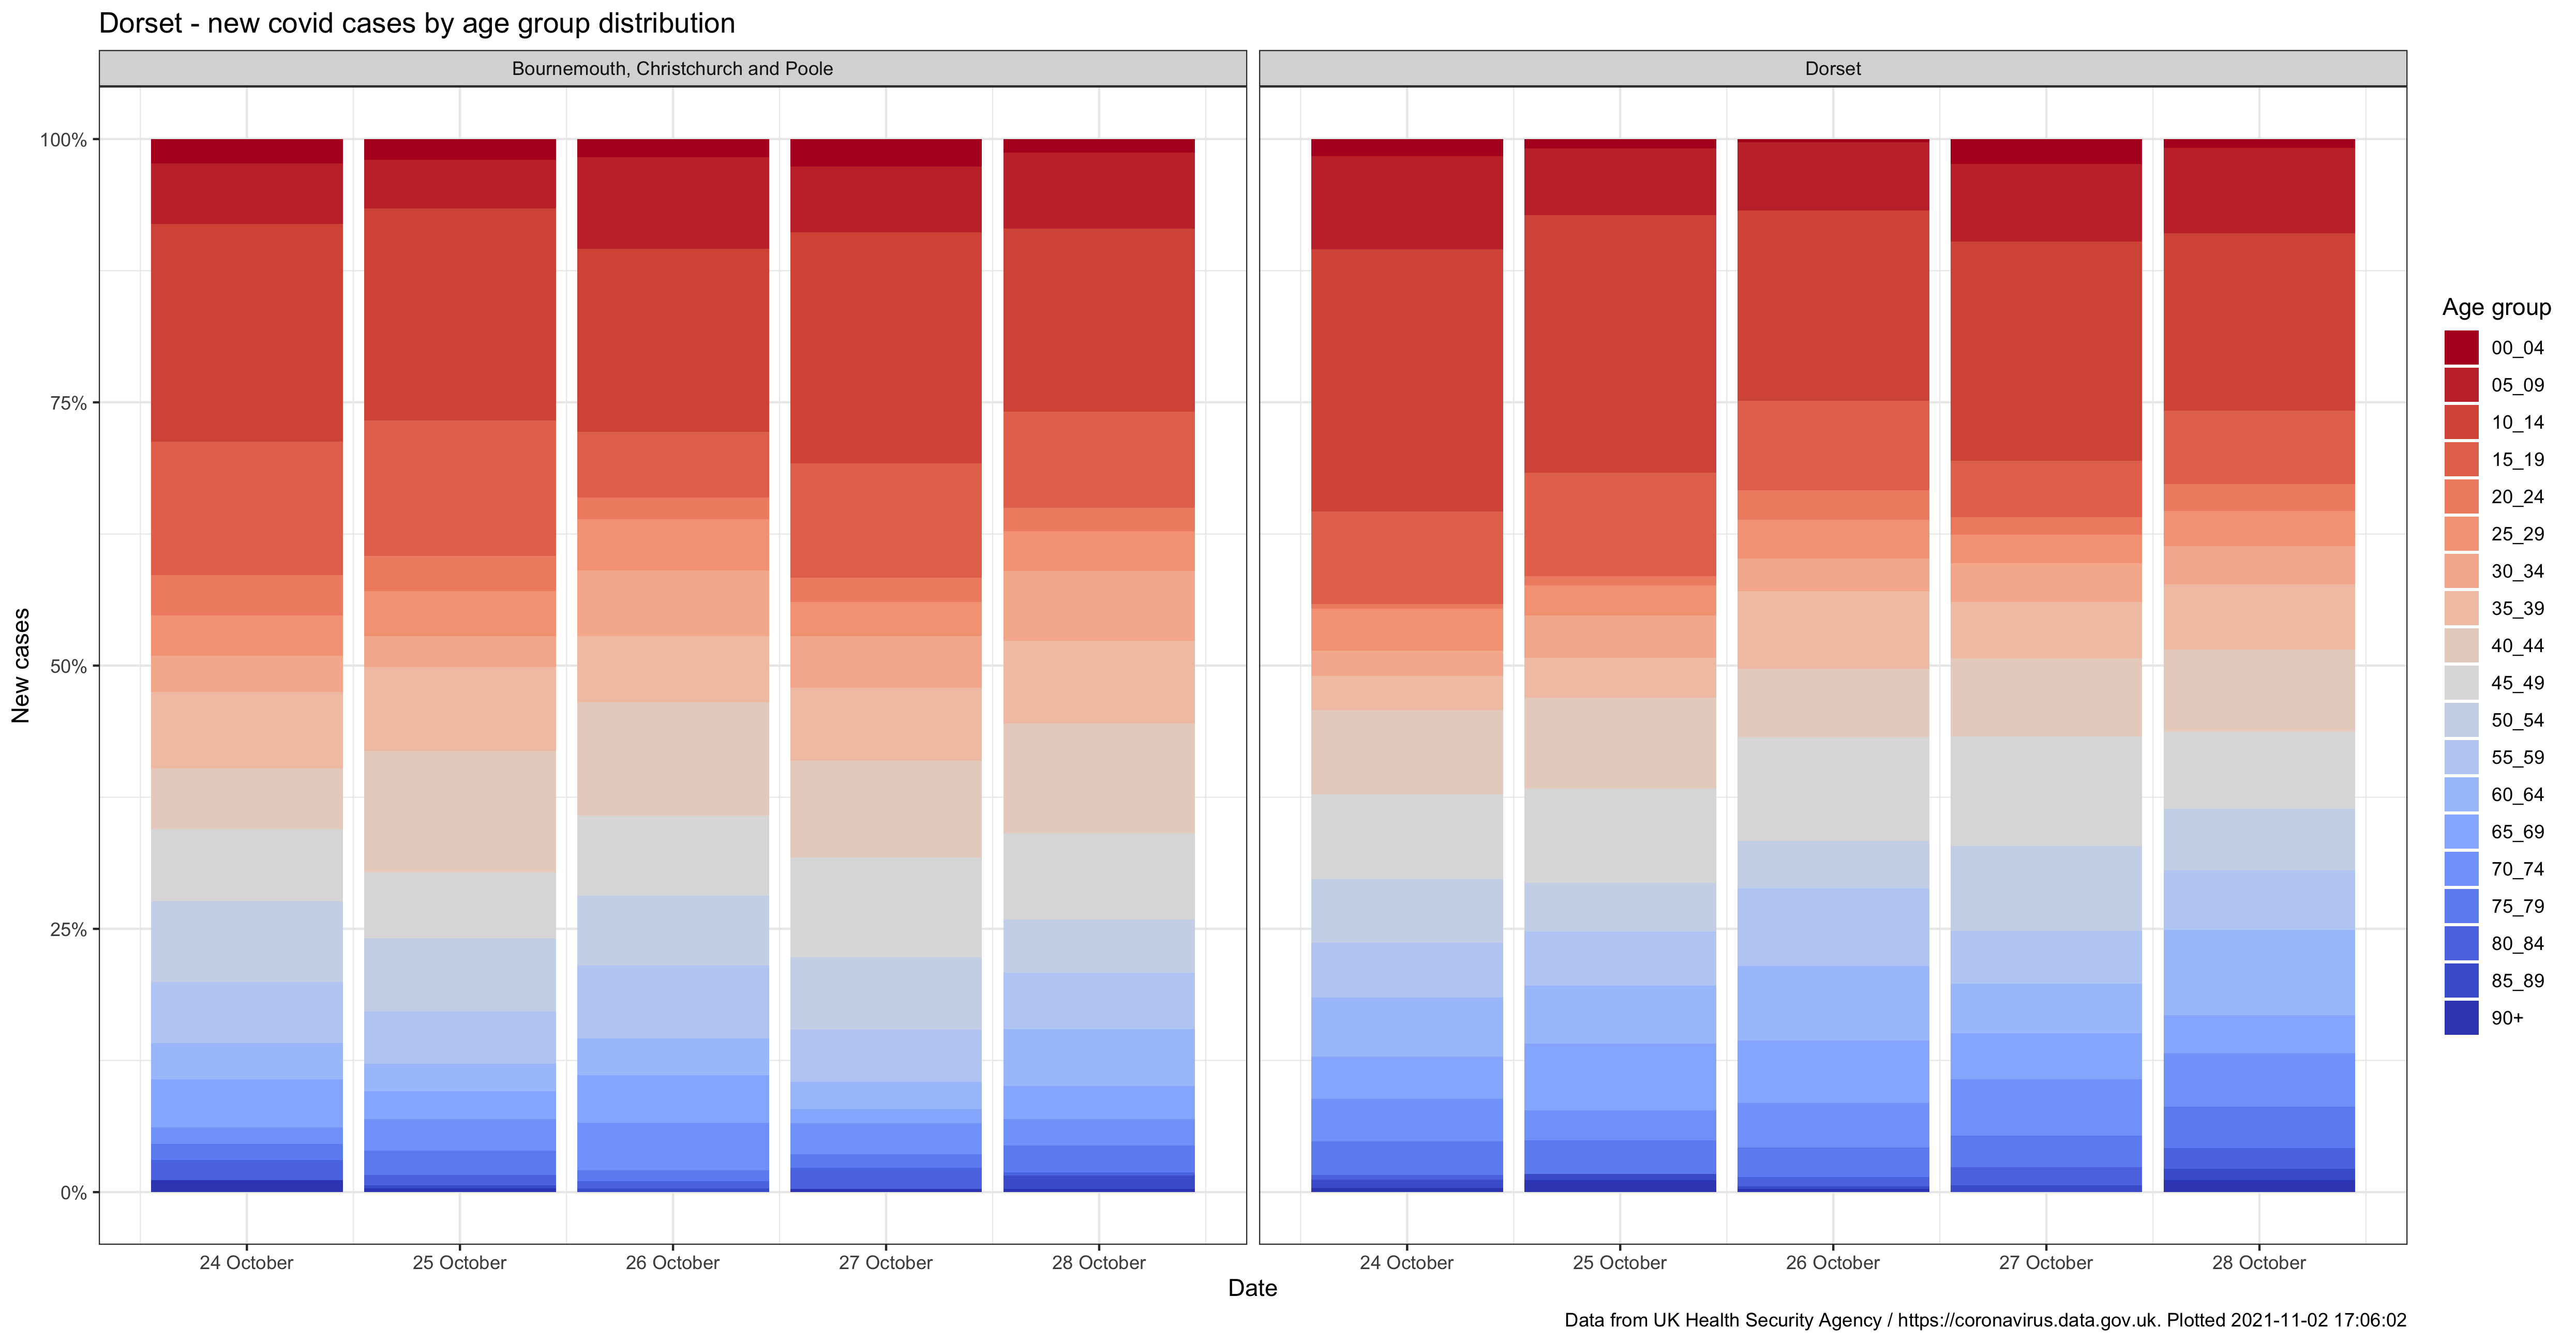 Dorset - new covid cases by age group distribution
Bournemouth, Christchurch and Poole
Dorset
New cases
100%
75%
50%
25%
0%
24 October
25 October
26 October
27 October
28 October
24 October
25 October
26 October
27 October
28 October
Date
Age group
00_04
05_09
10_14
15_19
20_24
25_29
30_34
35_39
40_44
45_49
50_54
55_59
60_64
65_69
70_74
75_79
80_84
85_89
90+
Data from UK Health Security Agency / https://coronavirus.data.gov.uk. Plotted 2021-11-02 17:06:02